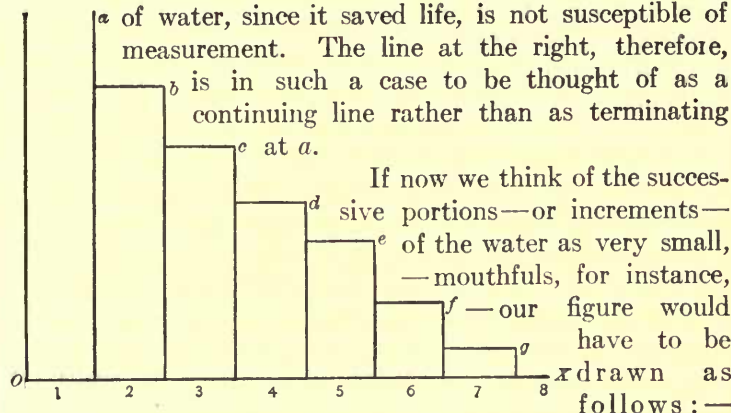 a of water, since it saved life, is not susceptible of
measurement. The line at the right, therefore,
b is in such a case to be thought of as a
continuing line rather than as terminating
c at a.
If now we think of the succes-
d sive portions—or increments—
e of the water as very small,
—mouthfuls, for instance,
f —our figure would
g have to be
O x drawn as
1 2 3 4 5 6 7 8
follows:—